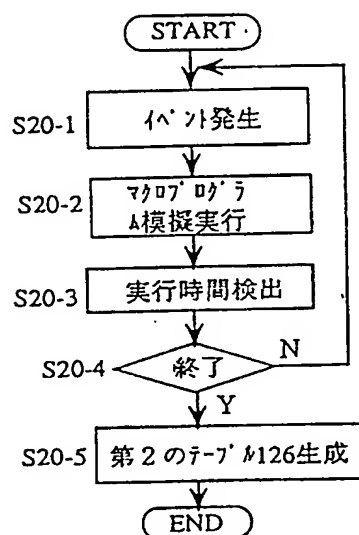 START
S20-1
イベント発生
S20-2
マクロプログラ
ム模擬実行
S20-3
実行時間検出
S20-4
終了
N
Y
S20-5
第2のテーブル126生成
END